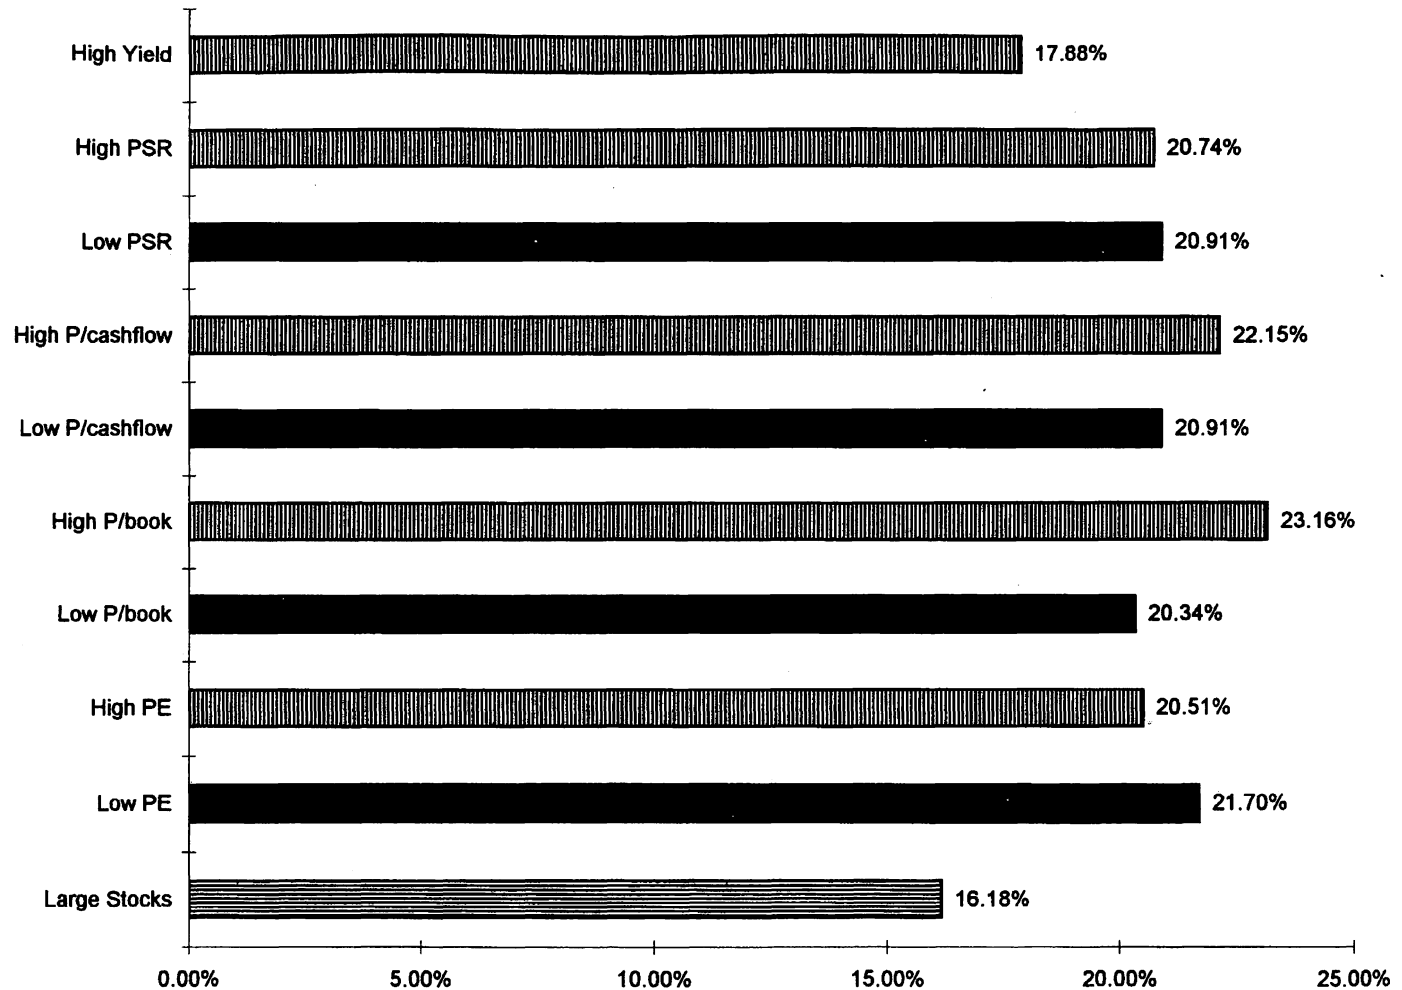 High Yield 17.88%
High PSR 20.74%
Low PSR 20.91%
High P/cashflow 22.15%
Low P/cashflow 20.91%
High P/book 23.16%
Low P/book 20.34%
High PE 20.51%
Low PE 21.70%
Large Stocks 16.18%
0.00% 5.00% 10.00% 15.00% 20.00% 25.00%